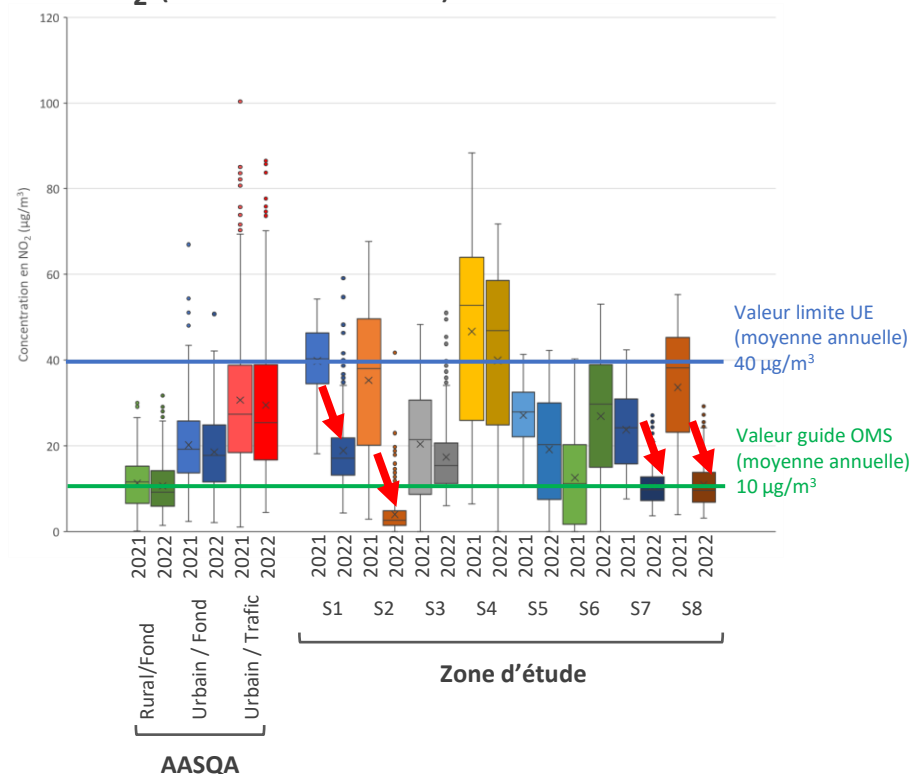 120
100
80
60
40
20
0
Concentration en NO₂ (µg/m³)
Valeur limite UE
(moyenne annuelle)
40 µg/m³
Valeur guide OMS
(moyenne annuelle)
10 µg/m³
2021
2022
2021
2022
2021
2022
2021
2022
2021
2022
2021
2022
2021
2022
2021
2022
2021
2022
2021
2022
2021
2022
Rural/Fond
Urbain / Fond
Urbain / Trafic
S1
S2
S3
S4
S5
S6
S7
S8
Zone d’étude
AASQA